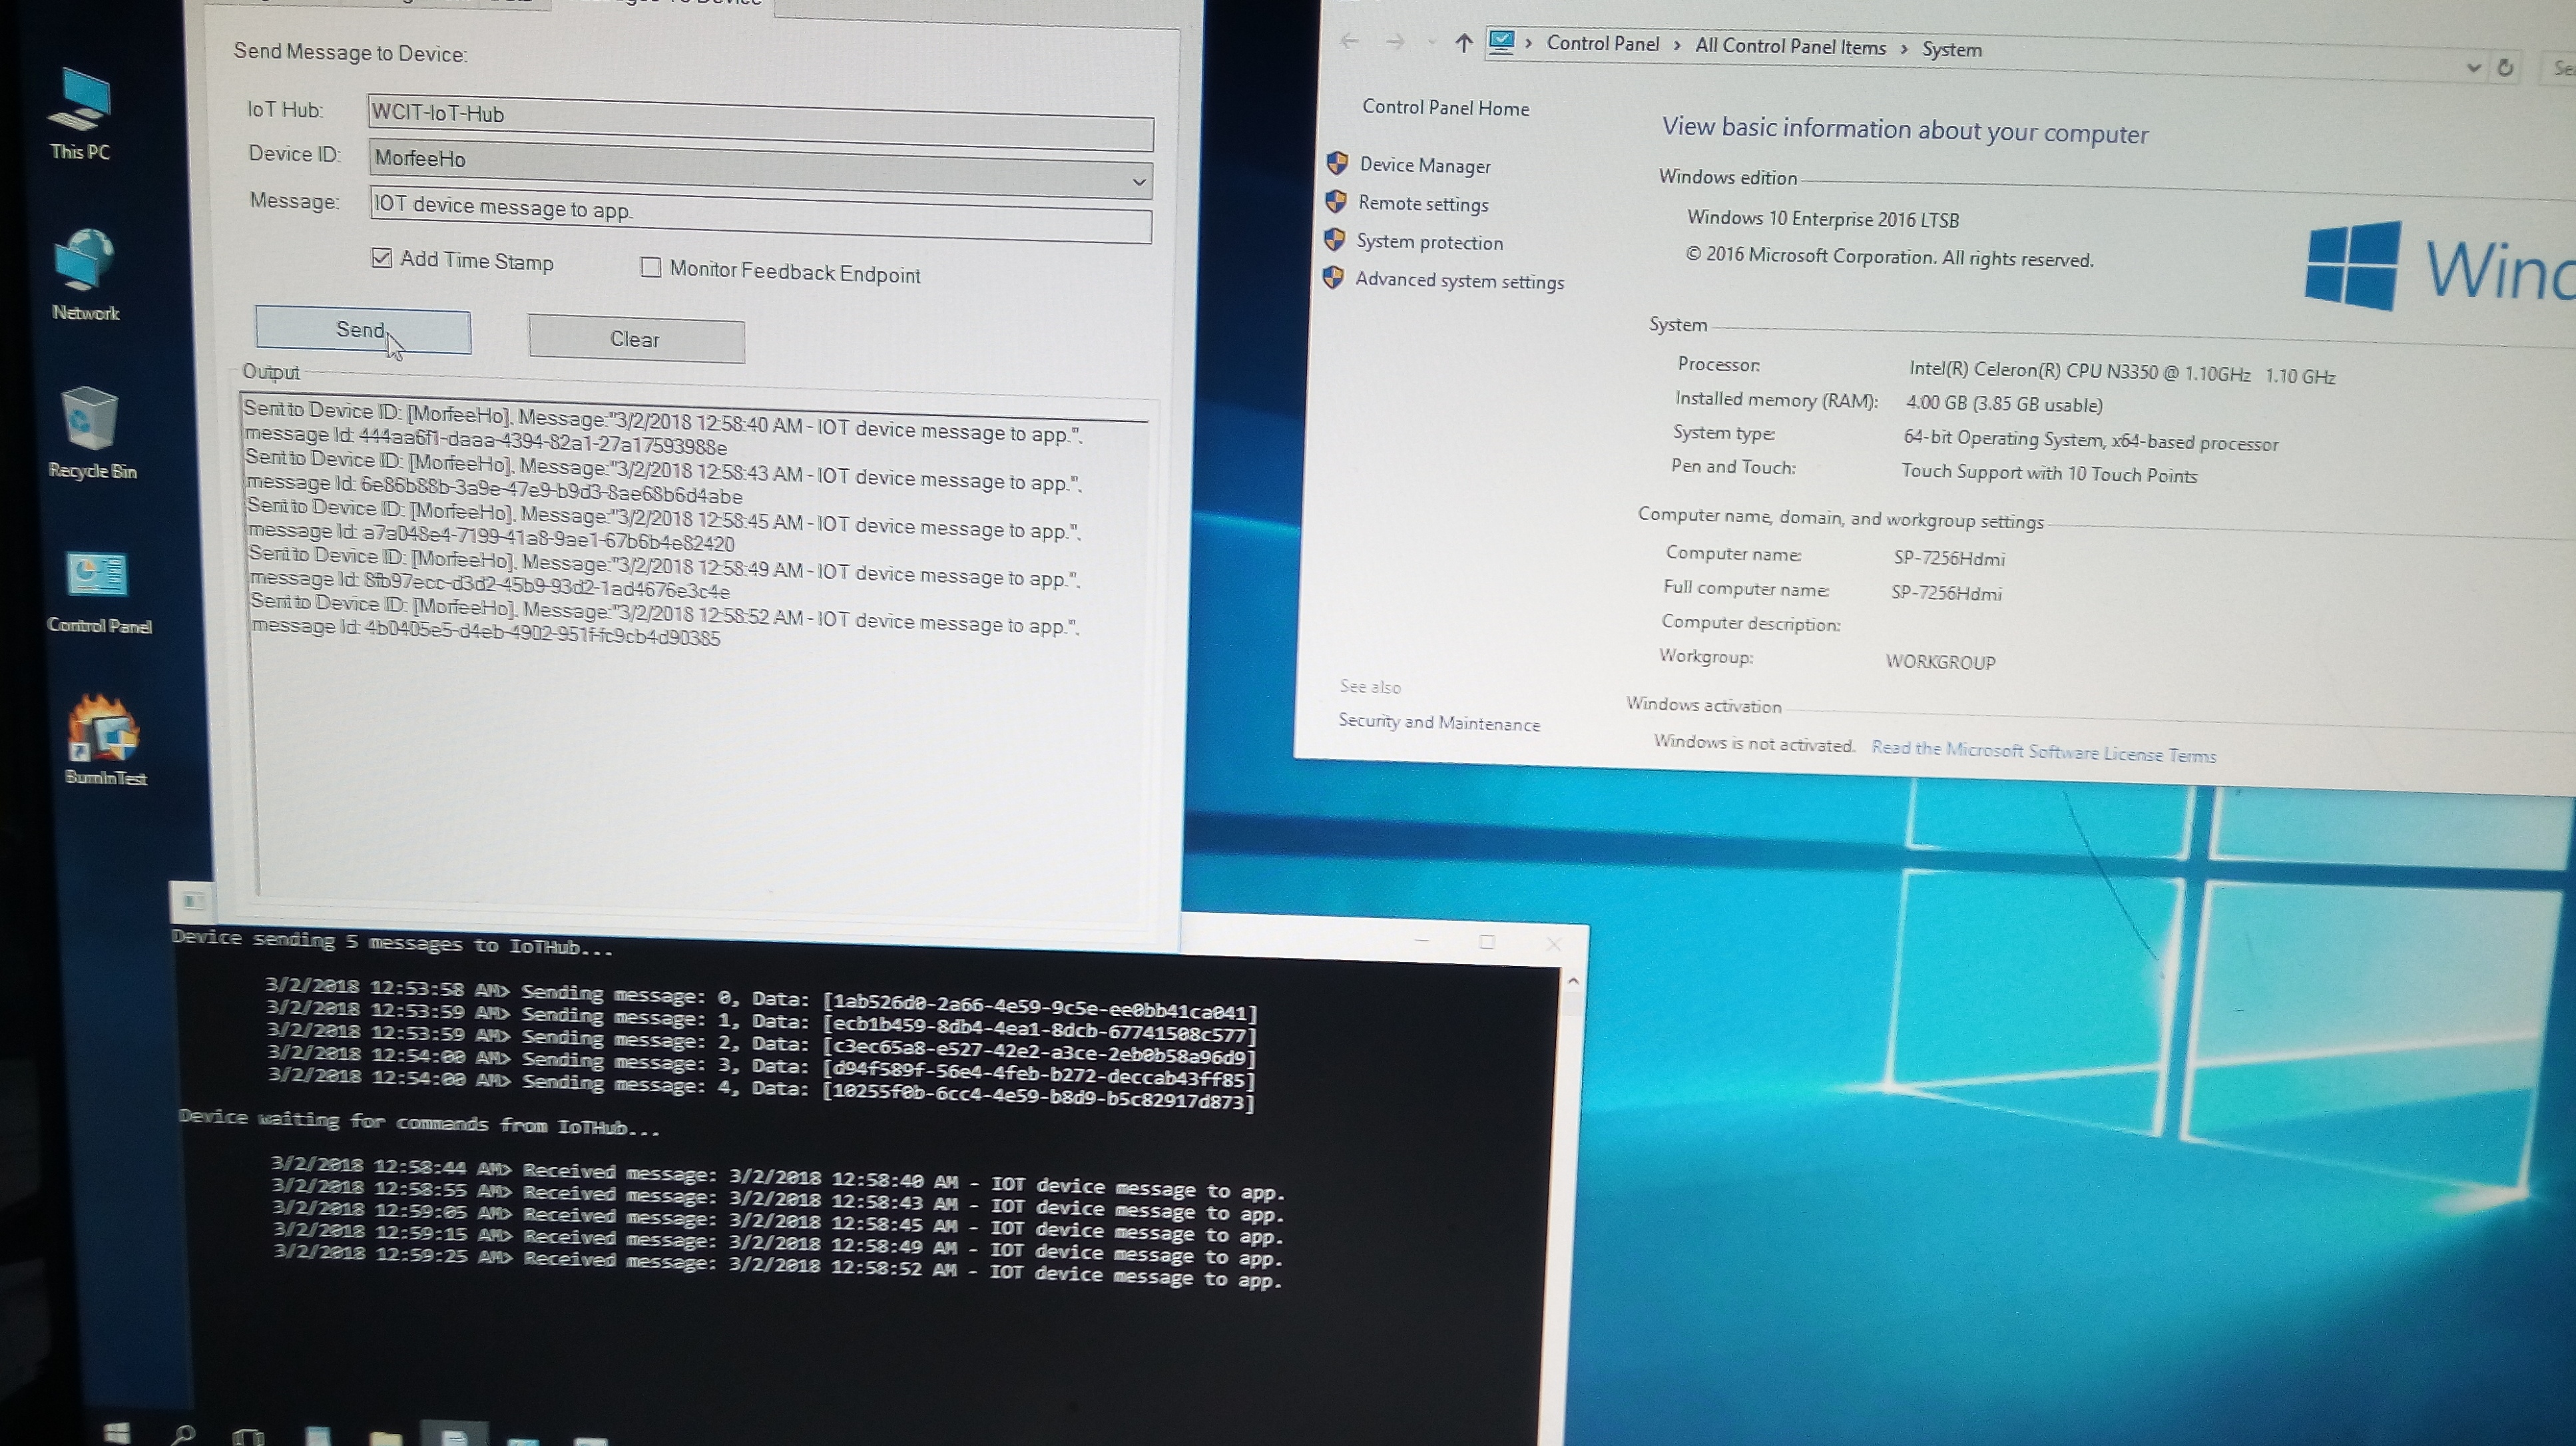 Send Message to Device:
IoT Hub: WCIT-IoT-Hub
Device ID: MorfeeHo
Message: IOT device message to app.
Add Time Stamp Monitor Feedback Endpoint
Send Clear
Output
Sent to Device ID: [MorfeeHo], Message:"3/2/2018 12:58:40 AM - IOT device message to app.",
message Id: 444aa6f1-daaa-4394-82a1-27a17593988e
Sent to Device ID: [MorfeeHo], Message:"3/2/2018 12:58:43 AM - IOT device message to app.",
message Id: 6e86b88b-3a9e-47e9-b9d3-8ae68b6d4abe
Sent to Device ID: [MorfeeHo], Message:"3/2/2018 12:58:45 AM - IOT device message to app.",
message Id: a7a048e4-7199-41a8-9ae1-67b6b4e82420
Sent to Device ID: [MorfeeHo], Message:"3/2/2018 12:58:49 AM - IOT device message to app.",
message Id: 8fb97ecc-d3d2-45b9-93d2-1ad4676e3c4e
Sent to Device ID: [MorfeeHo], Message:"3/2/2018 12:58:52 AM - IOT device message to app.",
message Id: 4b0405e5-d4eb-4902-951f-fc9cb4d90385
This PC
Network
Recycle Bin
Control Panel
BurnInTest
Control Panel › All Control Panel Items › System
Control Panel Home
Device Manager
Remote settings
System protection
Advanced system settings
See also
Security and Maintenance
View basic information about your computer
Windows edition
Windows 10 Enterprise 2016 LTSB
© 2016 Microsoft Corporation. All rights reserved.
System
Processor: Intel(R) Celeron(R) CPU N3350 @ 1.10GHz 1.10 GHz
Installed memory (RAM): 4.00 GB (3.85 GB usable)
System type: 64-bit Operating System, x64-based processor
Pen and Touch: Touch Support with 10 Touch Points
Computer name, domain, and workgroup settings
Computer name: SP-7256Hdmi
Full computer name: SP-7256Hdmi
Computer description:
Workgroup: WORKGROUP
Windows activation
Windows is not activated. Read the Microsoft Software License Terms
Device sending 5 messages to IoTHub...
3/2/2018 12:53:58 AM> Sending message: 0, Data: [1ab526d0-2a66-4e59-9c5e-ee0bb41ca041]
3/2/2018 12:53:59 AM> Sending message: 1, Data: [ecb1b459-8db4-4ea1-8dcb-67741508c577]
3/2/2018 12:53:59 AM> Sending message: 2, Data: [c3ec65a8-e527-42e2-a3ce-2eb0b58a96d9]
3/2/2018 12:54:00 AM> Sending message: 3, Data: [d94f589f-56e4-4feb-b272-deccab43ff85]
3/2/2018 12:54:00 AM> Sending message: 4, Data: [10255f0b-6cc4-4e59-b8d9-b5c82917d873]
Device waiting for commands from IoTHub...
3/2/2018 12:58:44 AM> Received message: 3/2/2018 12:58:40 AM - IOT device message to app.
3/2/2018 12:58:55 AM> Received message: 3/2/2018 12:58:43 AM - IOT device message to app.
3/2/2018 12:59:05 AM> Received message: 3/2/2018 12:58:45 AM - IOT device message to app.
3/2/2018 12:59:15 AM> Received message: 3/2/2018 12:58:49 AM - IOT device message to app.
3/2/2018 12:59:25 AM> Received message: 3/2/2018 12:58:52 AM - IOT device message to app.